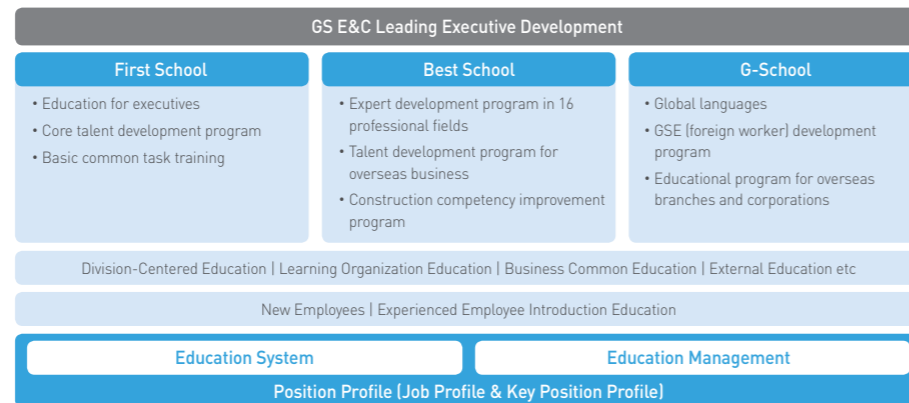 GS E&C Leading Executive Development
First School
• Education for executives
• Core talent development program
• Basic common task training
Best School
• Expert development program in 16
professional fields
• Talent development program for
overseas business
• Construction competency improvement
program
G-School
• Global languages
• GSE (foreign worker) development
program
• Educational program for overseas
branches and corporations
Division-Centered Education | Learning Organization Education | Business Common Education | External Education etc
New Employees | Experienced Employee Introduction Education
Education System
Education Management
Position Profile (Job Profile & Key Position Profile)